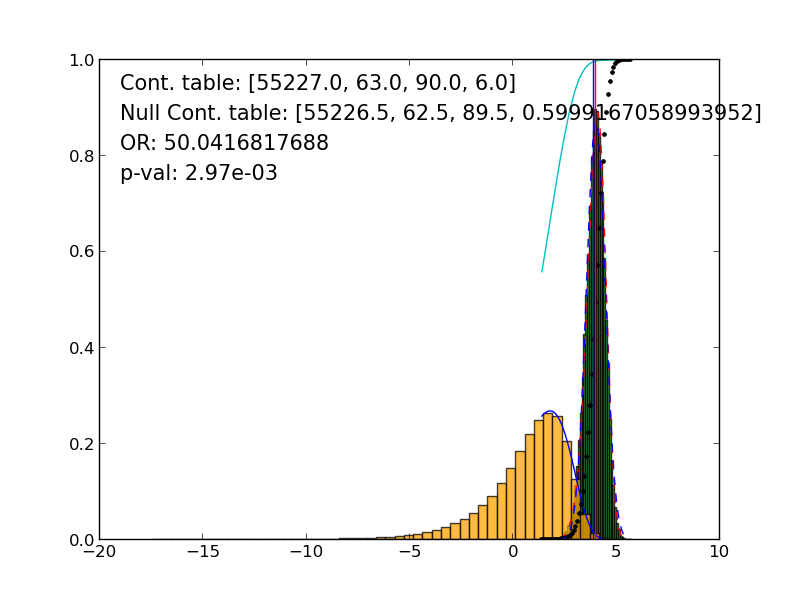 Cont. table: [55227.0, 63.0, 90.0, 6.0]
Null Cont. table: [55226.5, 62.5, 89.5, 0.5999167058993952]
OR: 50.0416817688
p-val: 2.97e-03
1.0
0.8
0.6
0.4
0.2
0.0
−20 −15 −10 −5 0 5 10